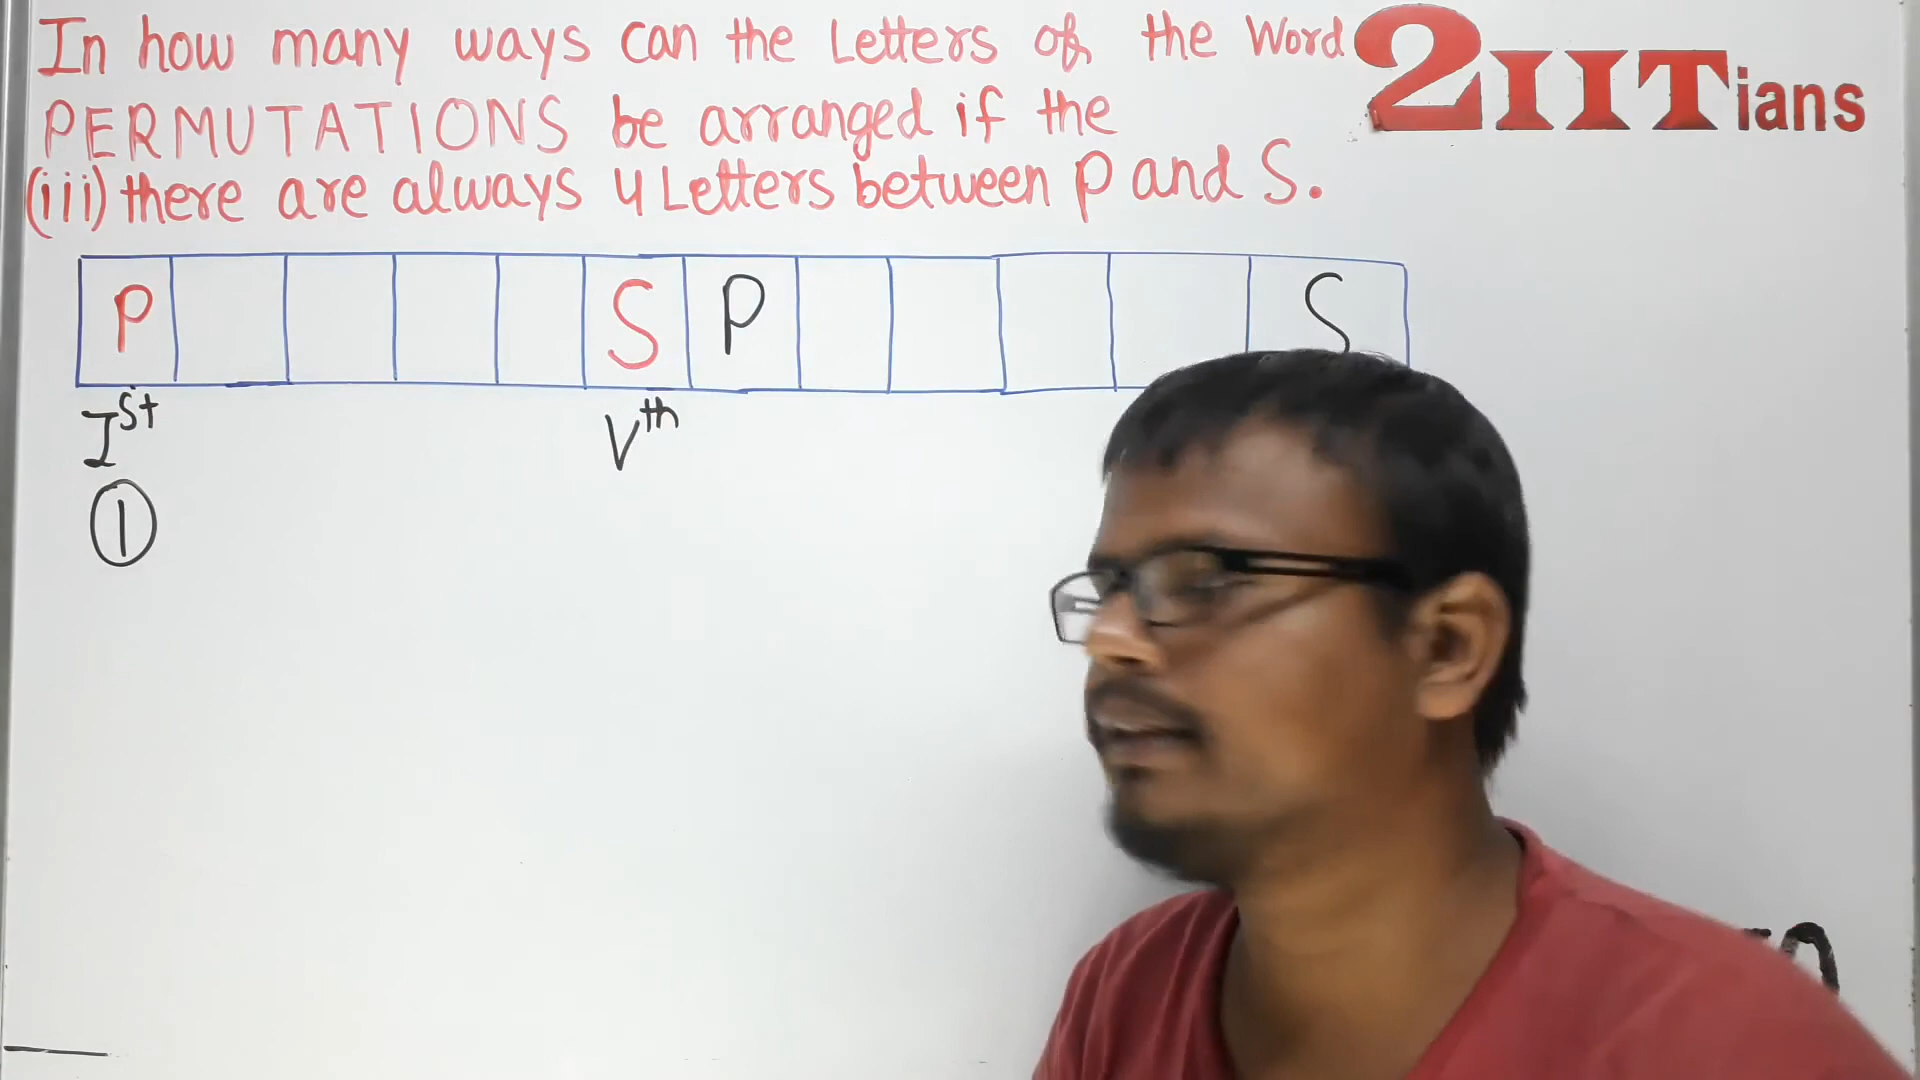 In how many ways can the Letters of the Word
2IITians
PERMUTATIONS be arranged if the
(iii) there are always 4 Letters between P and S.
P S P S
Ist Vth
1